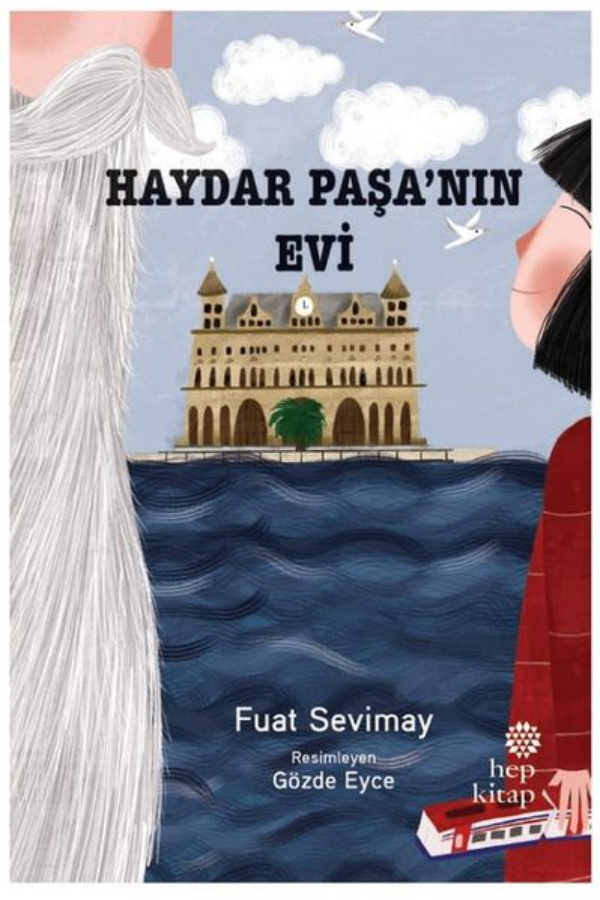 HAYDAR PAŞA'NIN
EVİ
Fuat Sevimay
Resimleyen
Gözde Eyce
hep
kitap